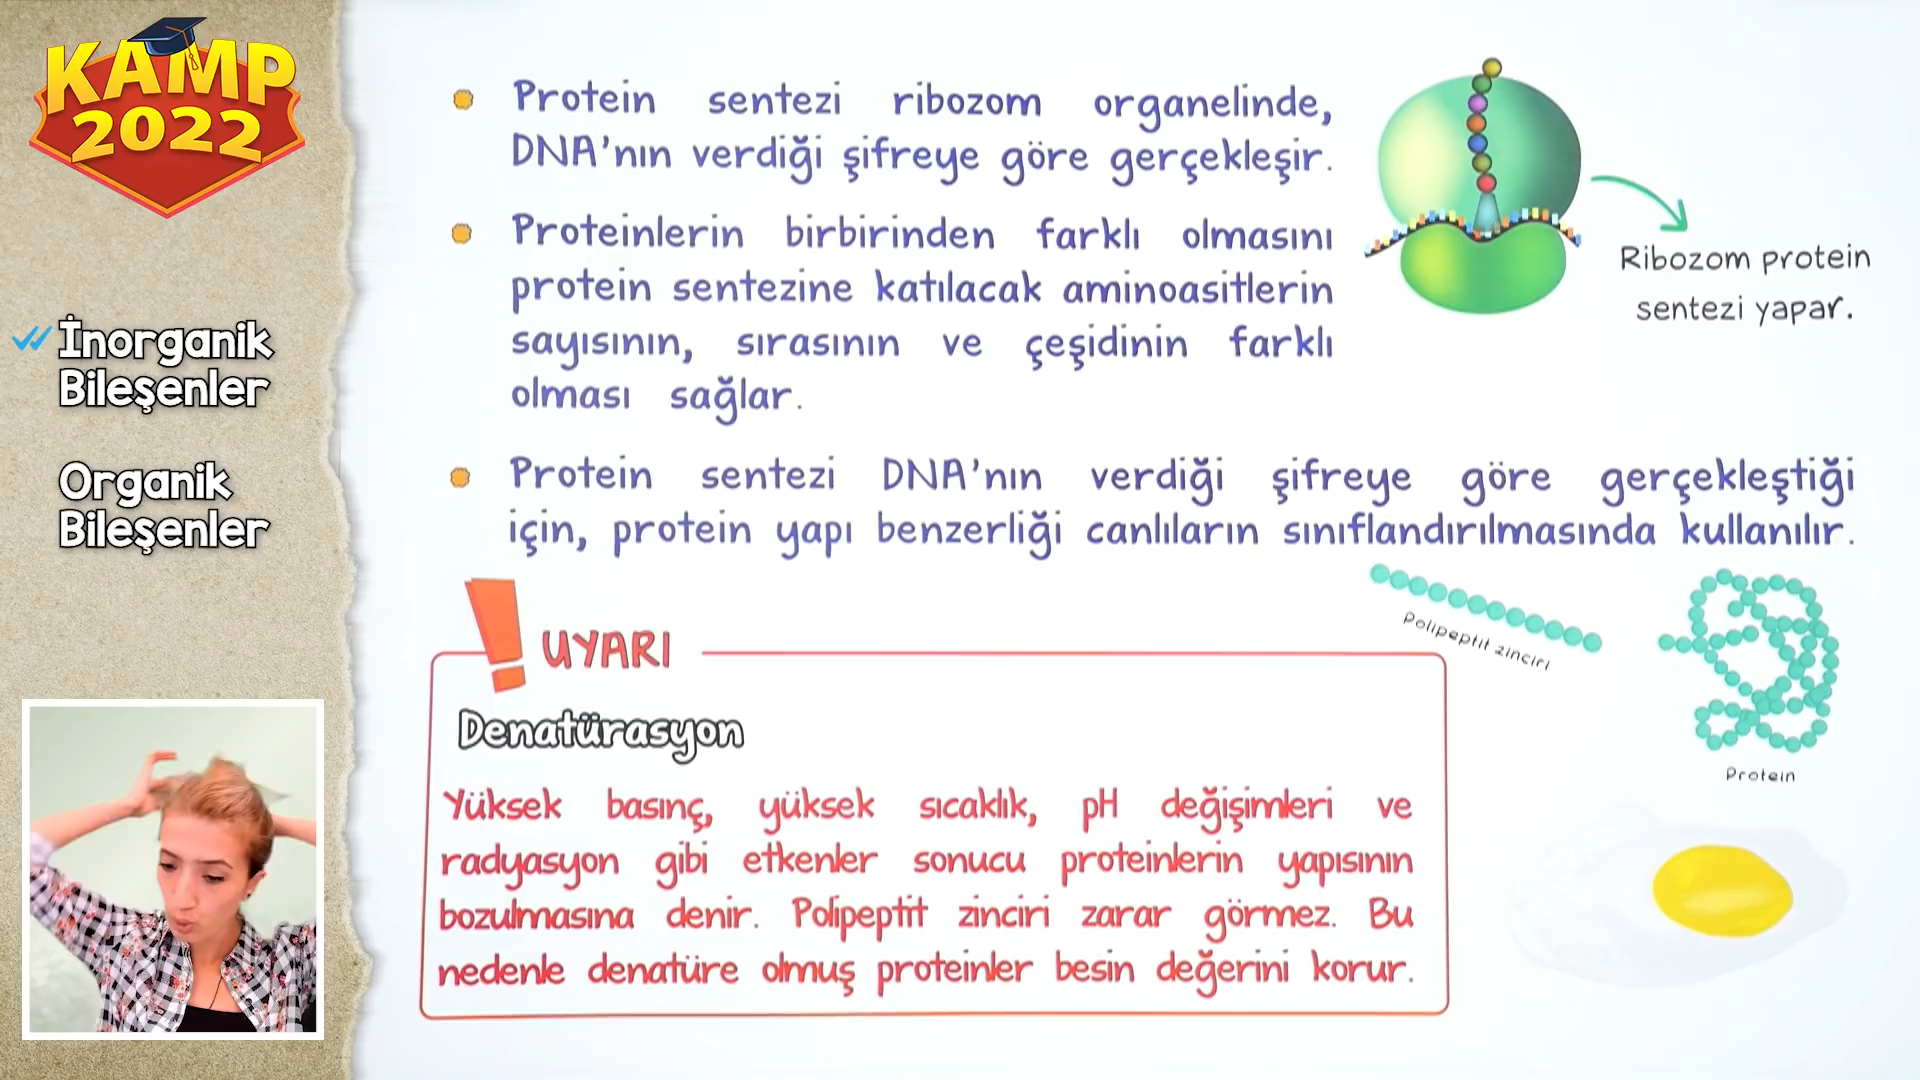 KAMP
2022
İnorganik
Bileşenler
Organik
Bileşenler
Protein sentezi ribozom organelinde,
DNA'nın verdiği şifreye göre gerçekleşir.
Proteinlerin birbirinden farklı olmasını
protein sentezine katılacak aminoasitlerin
sayısının, sırasının ve çeşidinin farklı
olması sağlar.
Ribozom protein
sentezi yapar.
Protein sentezi DNA'nın verdiği şifreye göre gerçekleştiği
için, protein yapı benzerliği canlıların sınıflandırılmasında kullanılır.
Polipeptit zinciri
Protein
UYARI
Denatürasyon
Yüksek basınç, yüksek sıcaklık, pH değişimleri ve
radyasyon gibi etkenler sonucu proteinlerin yapısının
bozulmasına denir. Polipeptit zinciri zarar görmez. Bu
nedenle denatüre olmuş proteinler besin değerini korur.